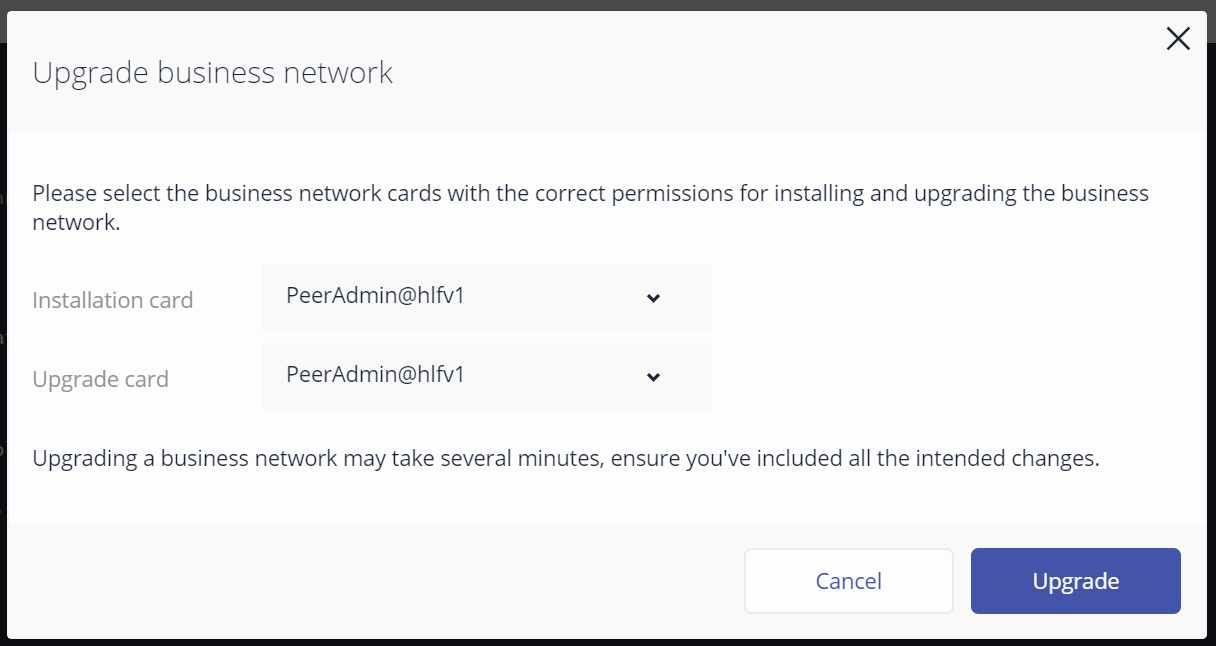 Upgrade business network
Please select the business network cards with the correct permissions for installing and upgrading the business
network.
Installation card
PeerAdmin@hlfv1
Upgrade card
PeerAdmin@hlfv1
Upgrading a business network may take several minutes, ensure you've included all the intended changes.
Cancel
Upgrade